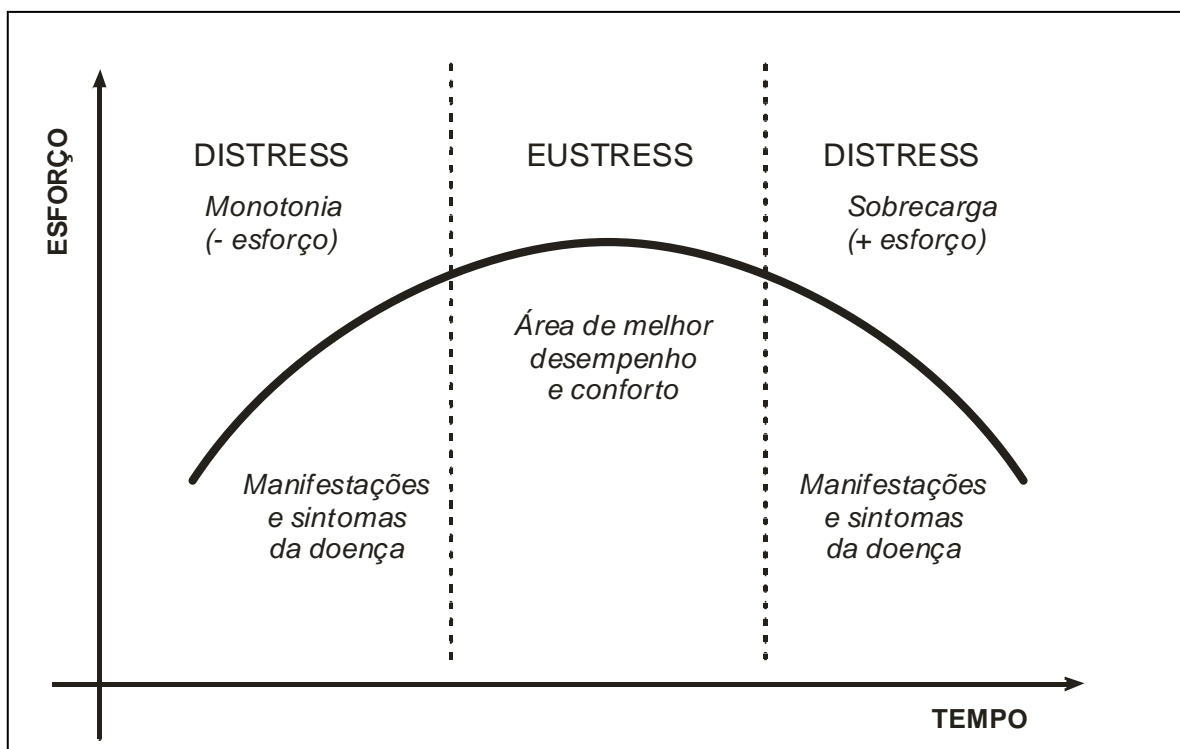 ESFORÇO
DISTRESS
Monotonia
(- esforço)
EUSTRESS
DISTRESS
Sobrecarga
(+ esforço)
Área de melhor
desempenho
e conforto
Manifestações
e sintomas
da doença
Manifestações
e sintomas
da doença
TEMPO